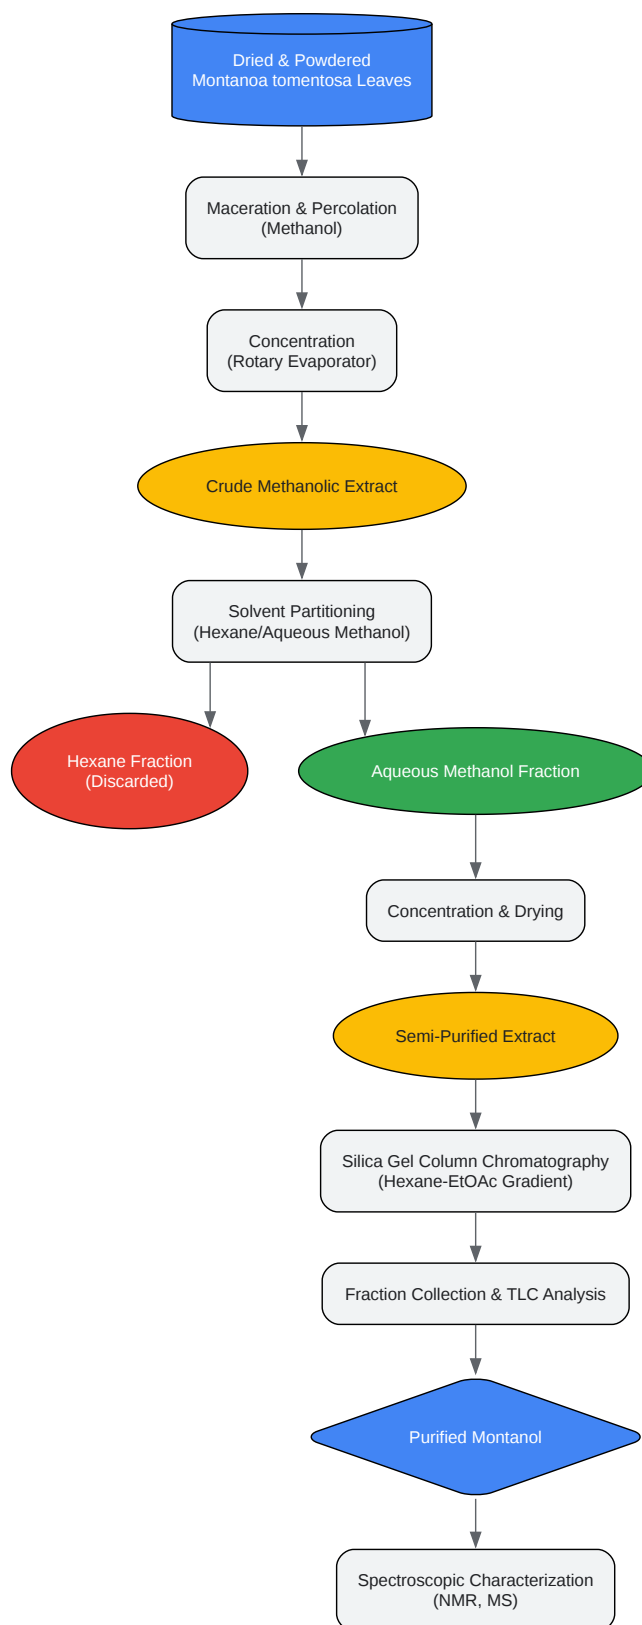 Dried & Powdered
Montanoa tomentosa Leaves
Maceration & Percolation
(Methanol)
Concentration
(Rotary Evaporator)
Crude Methanolic Extract
Solvent Partitioning
(Hexane/Aqueous Methanol)
Hexane Fraction
(Discarded)
Aqueous Methanol Fraction
Concentration & Drying
Semi-Purified Extract
Silica Gel Column Chromatography
(Hexane-EtOAc Gradient)
Fraction Collection & TLC Analysis
Purified Montanol
Spectroscopic Characterization
(NMR, MS)